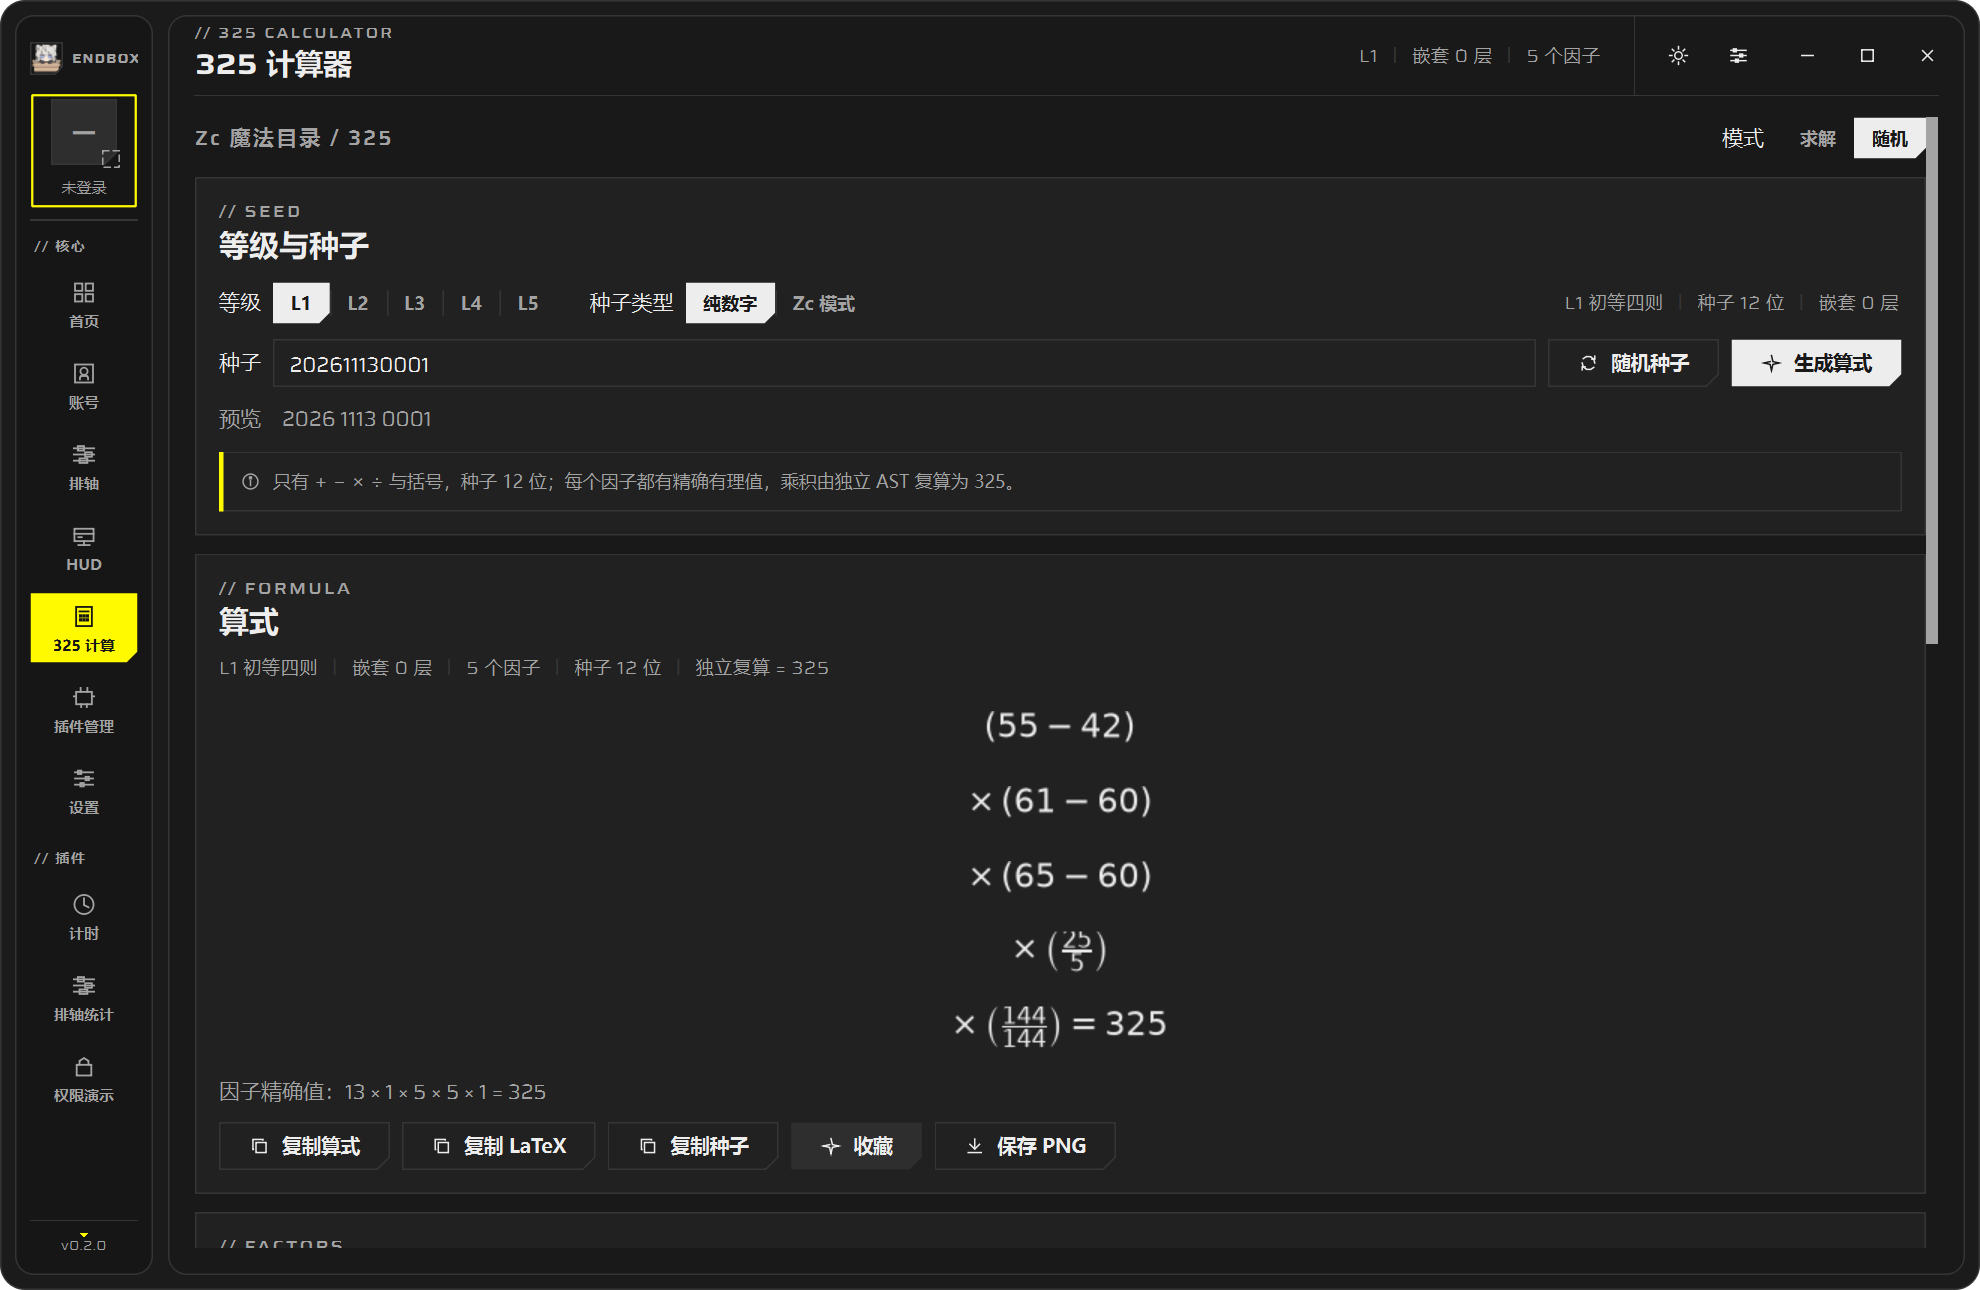 ENDBOX
未登录
// 核心
首页
账号
排轴
HUD
325 计算
插件管理
设置
// 插件
计时
排轴统计
权限演示
v0.2.0
// 325 CALCULATOR
325 计算器
L1 嵌套 0 层 5 个因子
Zc 魔法目录 / 325
模式 求解 随机
// SEED
等级与种子
等级 L1 L2 L3 L4 L5 种子类型 纯数字 Zc 模式
L1 初等四则 种子 12 位 嵌套 0 层
种子 202611130001 随机种子 生成算式
预览 2026 1113 0001
只有 + − × ÷ 与括号，种子 12 位；每个因子都有精确有理值，乘积由独立 AST 复算为 325。
// FORMULA
算式
L1 初等四则 嵌套 0 层 5 个因子 种子 12 位 独立复算 = 325
(55 − 42)
× (61 − 60)
× (65 − 60)
× (25/5)
× (144/144) = 325
因子精确值：13 × 1 × 5 × 5 × 1 = 325
复制算式 复制 LaTeX 复制种子 收藏 保存 PNG
// FACTORS